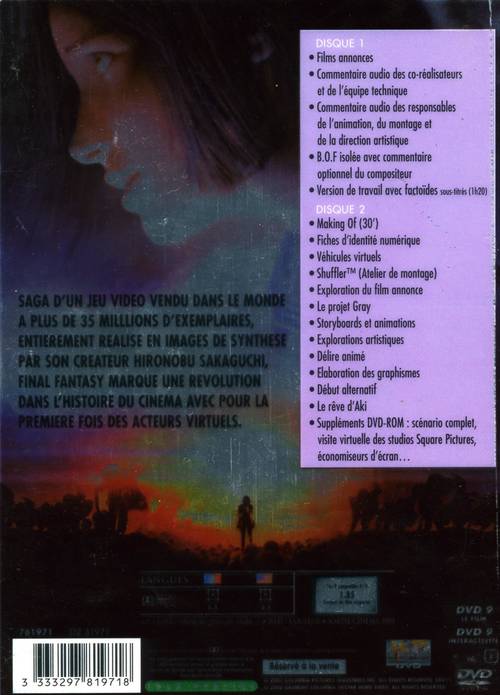 DISQUE 1
• Films annonces
• Commentaire audio des co-réalisateurs
et de l'équipe technique
• Commentaire audio des responsables
de l'animation, du montage et
de la direction artistique
• B.O.F isolée avec commentaire
optionnel du compositeur
• Version de travail avec factoïdes sous-titrés (1h20)
DISQUE 2
• Making Of (30')
• Fiches d'identité numérique
• Véhicules virtuels
• Shuffler™ (Atelier de montage)
• Exploration du film annonce
• Le projet Gray
• Storyboards et animations
• Explorations artistiques
• Délire animé
• Elaboration des graphismes
• Début alternatif
• Le rêve d'Aki
• Suppléments DVD-ROM : scénario complet,
visite virtuelle des studios Square Pictures,
économiseurs d'écran...
SAGA D'UN JEU VIDEO VENDU DANS LE MONDE
A PLUS DE 35 MILLLIONS D'EXEMPLAIRES,
ENTIEREMENT REALISE EN IMAGES DE SYNTHESE
PAR SON CREATEUR HIRONOBU SAKAGUCHI,
FINAL FANTASY MARQUE UNE REVOLUTION
DANS L'HISTOIRE DU CINEMA AVEC POUR LA
PREMIERE FOIS DES ACTEURS VIRTUELS.
LANGUES
1.85
DVD 9
LE FILM
DVD 9
INTERACTIVITE
761971
Réservé à la vente
DVD
3 333297 819718